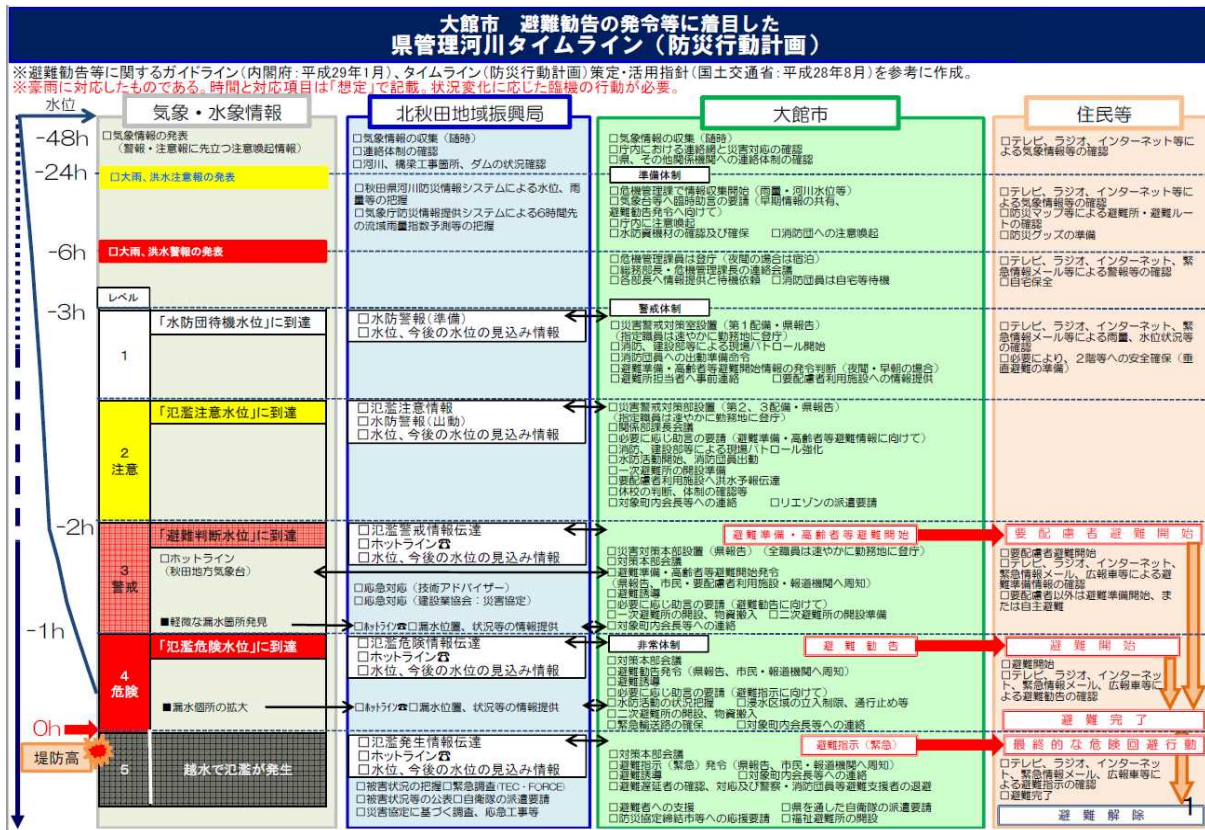 大館市 避難勧告の発令等に着目した
県管理河川タイムライン（防災行動計画）
※避難勧告等に関するガイドライン（内閣府：平成29年1月）、タイムライン（防災行動計画）策定・活用指針（国土交通省：平成28年8月）を参考に作成。
※豪雨に対応したものである。時間と対応項目は「想定」で記載。状況変化に応じた臨機の行動が必要。
水位
-48h
-24h
-6h
-3h
-2h
-1h
0h
堤防高
気象・水象情報
□気象情報の発表
（警報・注意報に先立つ注意喚起情報）
□大雨、洪水注意報の発表
□大雨、洪水警報の発表
レベル
1
「水防団待機水位」に到達
2
注意
「氾濫注意水位」に到達
3
警戒
「避難判断水位」に到達
□ホットライン
（秋田地方気象台）
■軽微な漏水箇所発見
4
危険
「氾濫危険水位」に到達
■漏水個所の拡大
5
越水で氾濫が発生
北秋田地域振興局
□気象情報の収集（随時）
□連絡体制の確認
□河川、橋梁工事箇所、ダムの状況確認
□秋田県河川防災情報システムによる水位、雨
量等の把握
□気象庁防災情報提供システムによる6時間先
の流域雨量指数予測等の把握
□水防警報（準備）
□水位、今後の水位の見込み情報
□氾濫注意情報
□水防警報（出動）
□水位、今後の水位の見込み情報
□氾濫警戒情報伝達
□ホットライン☎
□水位、今後の水位の見込み情報
□応急対応（技術アドバイザー）
□応急対応（建設業協会：災害協定）
□ﾎｯﾄﾗｲﾝ☎□漏水位置、状況等の情報提供
□氾濫危険情報伝達
□ホットライン☎
□水位、今後の水位の見込み情報
□ﾎｯﾄﾗｲﾝ☎□漏水位置、状況等の情報提供
□氾濫発生情報伝達
□ホットライン☎
□水位、今後の水位の見込み情報
□被害状況の把握□緊急調査(TEC・FORCE)
□被害状況等の公表□自衛隊の派遣要請
□災害協定に基づく調査、応急工事等
大館市
□気象情報の収集（随時）
□庁内における連絡網と災害対応の確認
□県、その他関係機関への連絡体制の確認
準備体制
□危機管理課で情報収集開始（雨量・河川水位等）
□気象台等へ臨時助言の要請（早期情報の共有、
避難勧告発令へ向けて）
□庁内に注意喚起
□水防資機材の確認及び確保 □消防団への注意喚起
□危機管理課員は登庁（夜間の場合は宿泊）
□総務部長・危機管理課長の連絡会議
□各部長へ情報提供と待機依頼 □消防団員は自宅等待機
警戒体制
□災害警戒対策室設置（第1配備・県報告）
（指定職員は速やかに勤務地に登庁）
□消防、建設部等による現場パトロール開始
□消防団員への出動準備命令
□避難準備・高齢者等避難開始情報の発令判断（夜間・早朝の場合）
□避難所担当者へ事前連絡 □要配慮者利用施設への情報提供
□災害警戒対策部設置（第2、3配備・県報告）
（指定職員は速やかに勤務地に登庁）
□関係部課長会議
□必要に応じ助言の要請（避難準備・高齢者等避難情報に向けて）
□消防、建設部等による現場パトロール強化
□水防活動開始、消防団員出動
□一次避難所の開設準備
□要配慮者利用施設へ洪水予報伝達
□休校の判断、体制の確認等
□対象町内会長等への連絡 □リエゾンの派遣要請
避難準備・高齢者等避難開始
□災害対策本部設置（県報告）（全職員は速やかに勤務地に登庁）
□対策本部会議
□避難準備・高齢者等避難開始発令
（県報告、市民・要配慮者利用施設・報道機関へ周知）
□避難誘導
□必要に応じ助言の要請（避難勧告に向けて）
□一次避難所の開設、物資搬入 □二次避難所の開設準備
□対象町内会長等への連絡
非常体制
避難勧告
□対策本部会議
□避難勧告発令（県報告、市民・報道機関へ周知）
□避難誘導
□必要に応じ助言の要請（避難指示に向けて）
□水防活動の状況把握 □浸水区域の立入制限、通行止め等
□二次避難所の開設、物資搬入
□緊急輸送路の確保 □対象町内会長等への連絡
避難指示（緊急）
□対策本部会議
□避難指示（緊急）発令（県報告、市民・報道機関へ周知）
□避難誘導 □対象町内会長等への連絡
□避難遅延者の確認、対応及び警察・消防団員等避難支援者の退避
□避難者への支援 □県を通した自衛隊の派遣要請
□防災協定締結市等への応援要請 □福祉避難所の開設
住民等
□テレビ、ラジオ、インターネット等に
よる気象情報等の確認
□テレビ、ラジオ、インターネット等に
よる気象情報等の確認
□防災マップ等による避難所・避難ルー
トの確認
□防災グッズの準備
□テレビ、ラジオ、インターネット、緊
急情報メール等による警報等の確認
□自宅保全
□テレビ、ラジオ、インターネット、緊
急情報メール等による雨量、水位状況等
の確認
□必要により、2階等への安全確保（垂
直避難の準備）
要配慮者避難開始
□要配慮者避難開始
□テレビ、ラジオ、インターネット、
緊急情報メール、広報車等による避
難準備情報の確認
□要配慮者以外は避難準備開始、ま
たは自主避難
避難開始
□避難開始
□テレビ、ラジオ、インターネッ
ト、緊急情報メール、広報車等に
よる避難勧告の確認
避難完了
最終的な危険回避行動
□テレビ、ラジオ、インターネッ
ト、緊急情報メール、広報車等に
よる避難指示の確認
□避難完了
避難解除
1